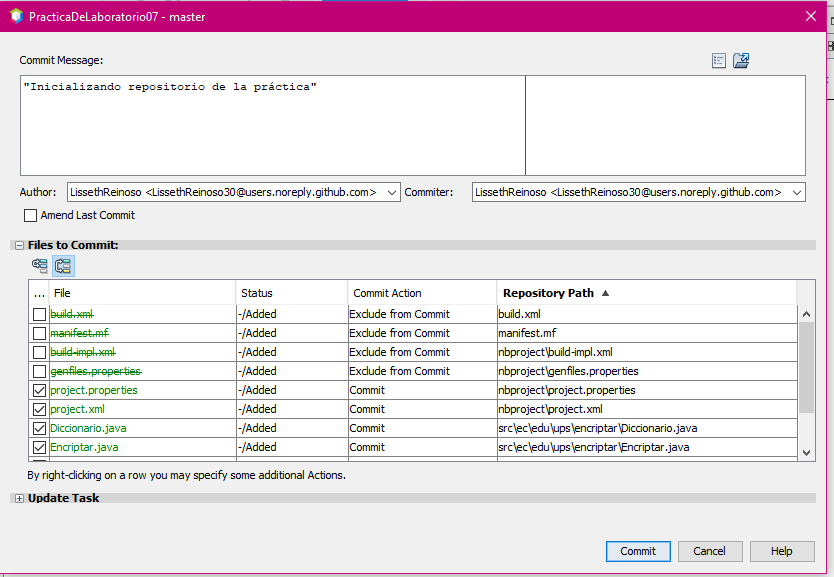 PracticaDeLaboratorio07 - master
Commit Message:
"Inicializando repositorio de la práctica"
Author: LissethReinoso <LissethReinoso30@users.noreply.github.com> Commiter: LissethReinoso <LissethReinoso30@users.noreply.github.com>
Amend Last Commit
Files to Commit:
... File Status Commit Action Repository Path
build.xml -/Added Exclude from Commit build.xml
manifest.mf -/Added Exclude from Commit manifest.mf
build-impl.xml -/Added Exclude from Commit nbproject\build-impl.xml
genfiles.properties -/Added Exclude from Commit nbproject\genfiles.properties
project.properties -/Added Commit nbproject\project.properties
project.xml -/Added Commit nbproject\project.xml
Diccionario.java -/Added Commit src\ec\edu\ups\encriptar\Diccionario.java
Encriptar.java -/Added Commit src\ec\edu\ups\encriptar\Encriptar.java
By right-clicking on a row you may specify some additional Actions.
Update Task
Commit Cancel Help